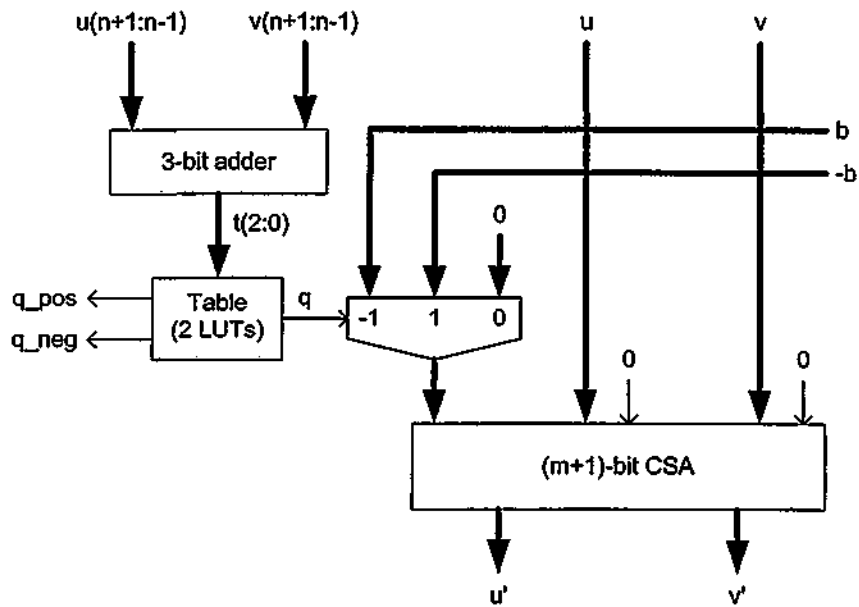 u(n+1:n-1) v(n+1:n-1) u v
b
3-bit adder
-b
0
t(2:0)
q_pos
Table
(2 LUTs)
q
-1 1 0
q_neg
0 0
(m+1)-bit CSA
u' v'